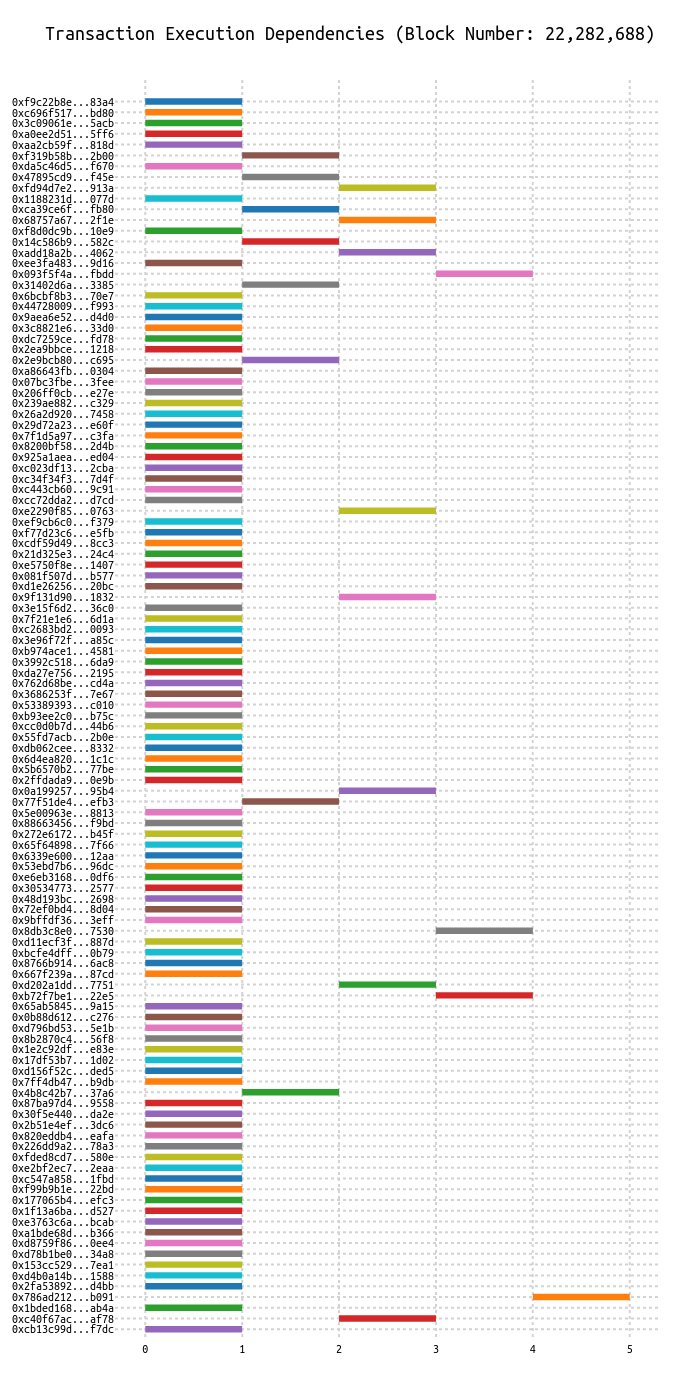 Transaction Execution Dependencies (Block Number: 22,282,688)
0xf9c22b8e...83a4
0xc696f517...bd80
0x3c09061e...5acb
0xa0ee2d51...5ff6
0xaa2cb59f...818d
0xf319b58b...2b00
0xda5c46d5...f670
0x47895cd9...f45e
0xfd94d7e2...913a
0x1188231d...077d
0xca39ce6f...fb80
0x68757a67...2f1e
0xf8d0dc9b...10e9
0x14c586b9...582c
0xadd18a2b...4062
0xee3fa483...9d16
0x093f5f4a...fbdd
0x31402d6a...3385
0x6bcbf8b3...70e7
0x44728009...f993
0x9aea6e52...d4d0
0x3c8821e6...33d0
0xdc7259ce...fd78
0x2ea9bbce...1218
0x2e9bcb80...c695
0xa86643fb...0304
0x07bc3fbe...3fee
0x206ff0cb...e27e
0x239ae882...c329
0x26a2d920...7458
0x29d72a23...e60f
0x7f1d5a97...c3fa
0x8200bf58...2d4b
0x925a1aea...ed04
0xc023df13...2cba
0xc34f34f3...7d4f
0xc443cb60...9c91
0xcc72dda2...d7cd
0xe2290f85...0763
0xef9cb6c0...f379
0xf77d23c6...e5fb
0xcdf59d49...8cc3
0x21d325e3...24c4
0xe5750f8e...1407
0x081f507d...b577
0xd1e26256...20bc
0x9f131d90...1832
0x3e15f6d2...36c0
0x7f21e1e6...6d1a
0xc2683bd2...0093
0x3e96f72f...a85c
0xb974ace1...4581
0x3992c518...6da9
0xda27e756...2195
0x762d68be...cd4a
0x3686253f...7e67
0x53389393...c010
0xb93ee2c0...b75c
0xcc0d0b7d...44b6
0x55fd7acb...2b0e
0xdb062cee...8332
0x6d4ea820...1c1c
0x5b6570b2...77be
0x2ffdada9...0e9b
0x0a199257...95b4
0x77f51de4...efb3
0x5e00963e...8813
0x88663456...f9bd
0x272e6172...b45f
0x65f64898...7f66
0x6339e600...12aa
0x53ebd7b6...96dc
0xe6eb3168...0df6
0x30534773...2577
0x48d193bc...2698
0x72ef0bd4...8d04
0x9bffdf36...3eff
0x8db3c8e0...7530
0xd11ecf3f...887d
0xbcfe4dff...0b79
0x8766b914...6ac8
0x667f239a...87cd
0xd202a1dd...7751
0xb72f7be1...22e5
0x65ab5845...9a15
0x0b88d612...c276
0xd796bd53...5e1b
0x8b2870c4...56f8
0x1e2c92df...e83e
0x17df53b7...1d02
0xd156f52c...ded5
0x7ff4db47...b9db
0x4b8c42b7...37a6
0x87ba97d4...9558
0x30f5e440...da2e
0x2b51e4ef...3dc6
0x820eddb4...eafa
0x226dd9a2...78a3
0xfded8cd7...580e
0xe2bf2ec7...2eaa
0xc547a858...1fbd
0xf99b9b1e...22bd
0x177065b4...efc3
0x1f13a6ba...d527
0xe3763c6a...bcab
0xa1bde68d...b366
0xd8759f86...0ee4
0xd78b1be0...34a8
0x153cc529...7ea1
0xd4b0a14b...1588
0x2fa53892...d4bb
0x786ad212...b091
0x1bded168...ab4a
0xc40f67ac...af78
0xcb13c99d...f7dc
0 1 2 3 4 5